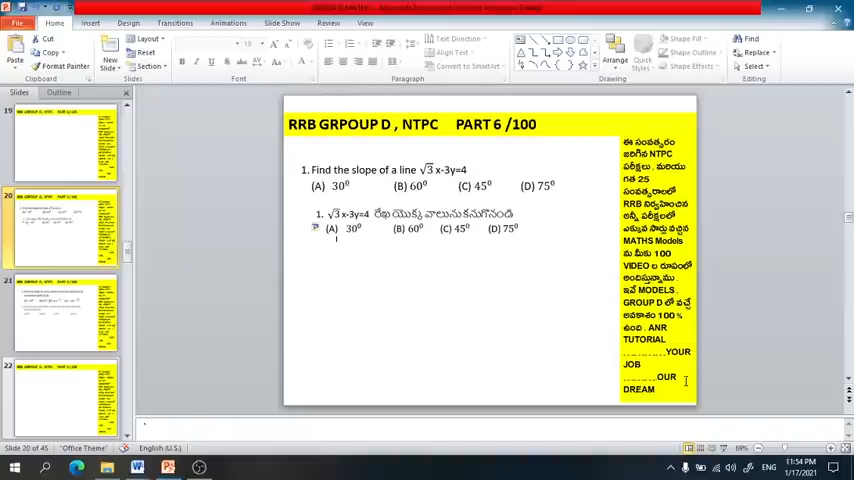 File
Home
Insert
Design
Transitions
Animations
Slide Show
Review
View
Cut
Copy
Format Painter
Paste
Clipboard
New
Slide
Layout
Reset
Section
Slides
Font
Paragraph
Text Direction
Align Text
Convert to SmartArt
Arrange
Quick
Styles
Shape Fill
Shape Outline
Shape Effects
Drawing
Find
Replace
Select
Editing
Slides
Outline
19
20
21
22
RRB GRPOUP D , NTPC PART 6 /100
1. Find the slope of a line √3 x-3y=4
(A) 30⁰ (B) 60⁰ (C) 45⁰ (D) 75⁰
1. √3 x-3y=4 రేఖ యొక్క వాలును కనుగొనండి
(A) 30⁰ (B) 60⁰ (C) 45⁰ (D) 75⁰
ఈ సంవత్సరం
జరిగిన NTPC
పరీక్షలు, మరియు
గత 25
సంవత్సరాలలో
RRB నిర్వహించిన
అన్ని పరీక్షలలో
ఎక్కువ సార్లు వచ్చిన
MATHS Models
ను మీకు 100
VIDEO ల రూపంలో
అందిస్తున్నాము .
ఇవే MODELS ,
GROUP D లో వచ్చే
అవకాశం 100 %
ఉంది . ANR
TUTORIAL
..............YOUR
JOB
...........OUR
DREAM
Slide 20 of 45
"Office Theme"
English (U.S.)
69%
ENG
11:54 PM
1/17/2021